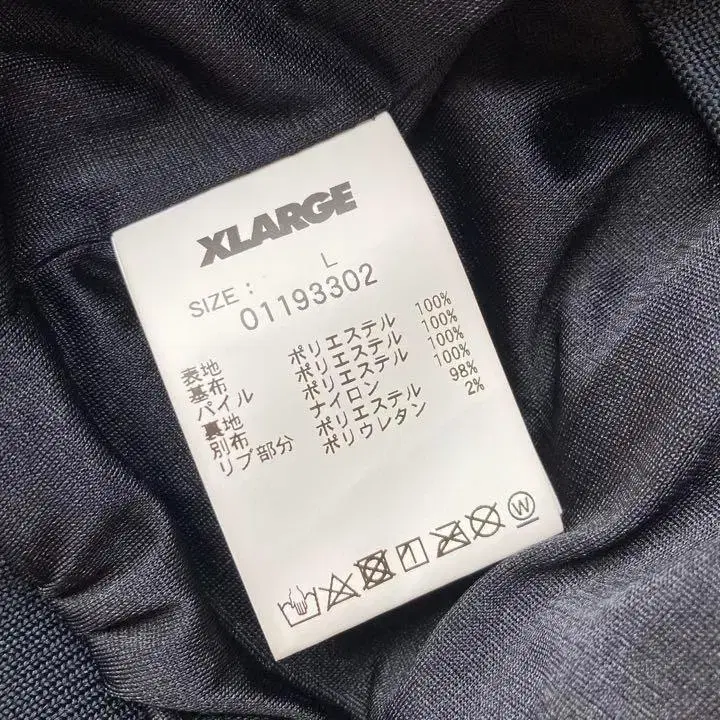 XLARGE
SIZE: L
01193302
表地 ポリエステル 100%
基布 ポリエステル 100%
パイル ポリエステル 100%
裏地 ナイロン 100%
別布 ポリエステル 98%
リブ部分 ポリウレタン 2%
W